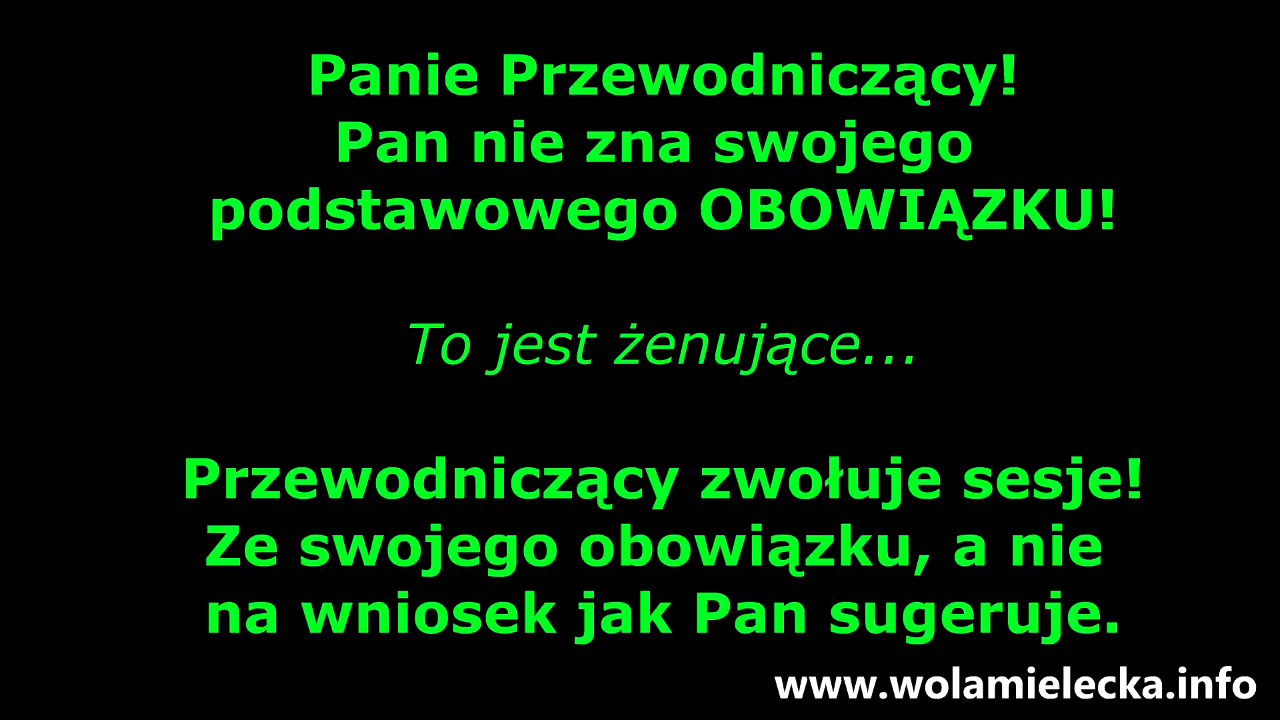 Panie Przewodniczący!
Pan nie zna swojego
podstawowego OBOWIĄZKU!
To jest żenujące...
Przewodniczący zwołuje sesje!
Ze swojego obowiązku, a nie
na wniosek jak Pan sugeruje.
www.wolamielecka.info